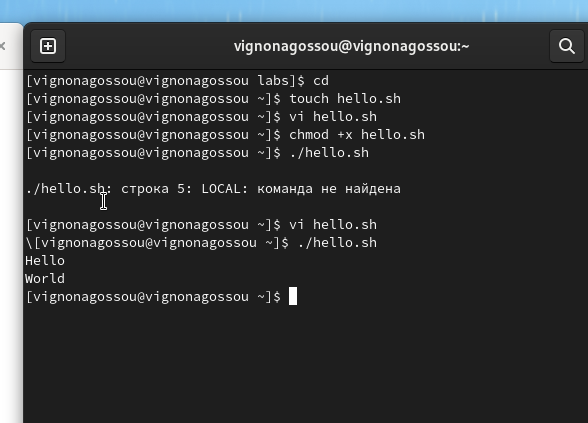 vignonagossou@vignonagossou:~
[vignonagossou@vignonagossou labs]$ cd
[vignonagossou@vignonagossou ~]$ touch hello.sh
[vignonagossou@vignonagossou ~]$ vi hello.sh
[vignonagossou@vignonagossou ~]$ chmod +x hello.sh
[vignonagossou@vignonagossou ~]$ ./hello.sh
./hello.sh: строка 5: LOCAL: команда не найдена
[vignonagossou@vignonagossou ~]$ vi hello.sh
\[vignonagossou@vignonagossou ~]$ ./hello.sh
Hello
World
[vignonagossou@vignonagossou ~]$